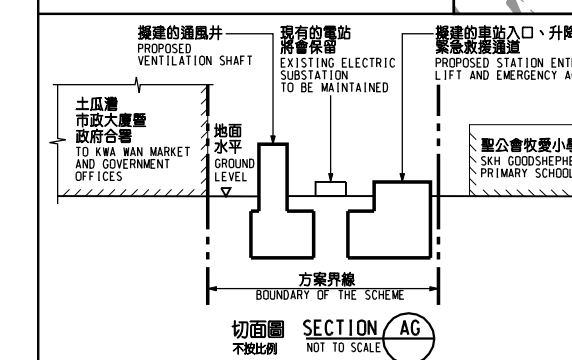 擬建的通風井
PROPOSED
VENTILATION SHAFT
現有的電站
將會保留
EXISTING ELECTRIC
SUBSTATION
TO BE MAINTAINED
擬建的車站入口、升降
緊急救援通道
PROPOSED STATION
LIFT AND EMERGENCY
土瓜灣
市政大廈暨
政府合署
TO KWA WAN MARKET
AND GOVERNMENT
OFFICES
地面
水平
GROUND
LEVEL
聖公會牧愛小學
SKH
PRIMARY SCHOOL
方案界線
BOUNDARY OF THE SCHEME
切面圖 SECTION AG
不按比例 NOT TO SCALE